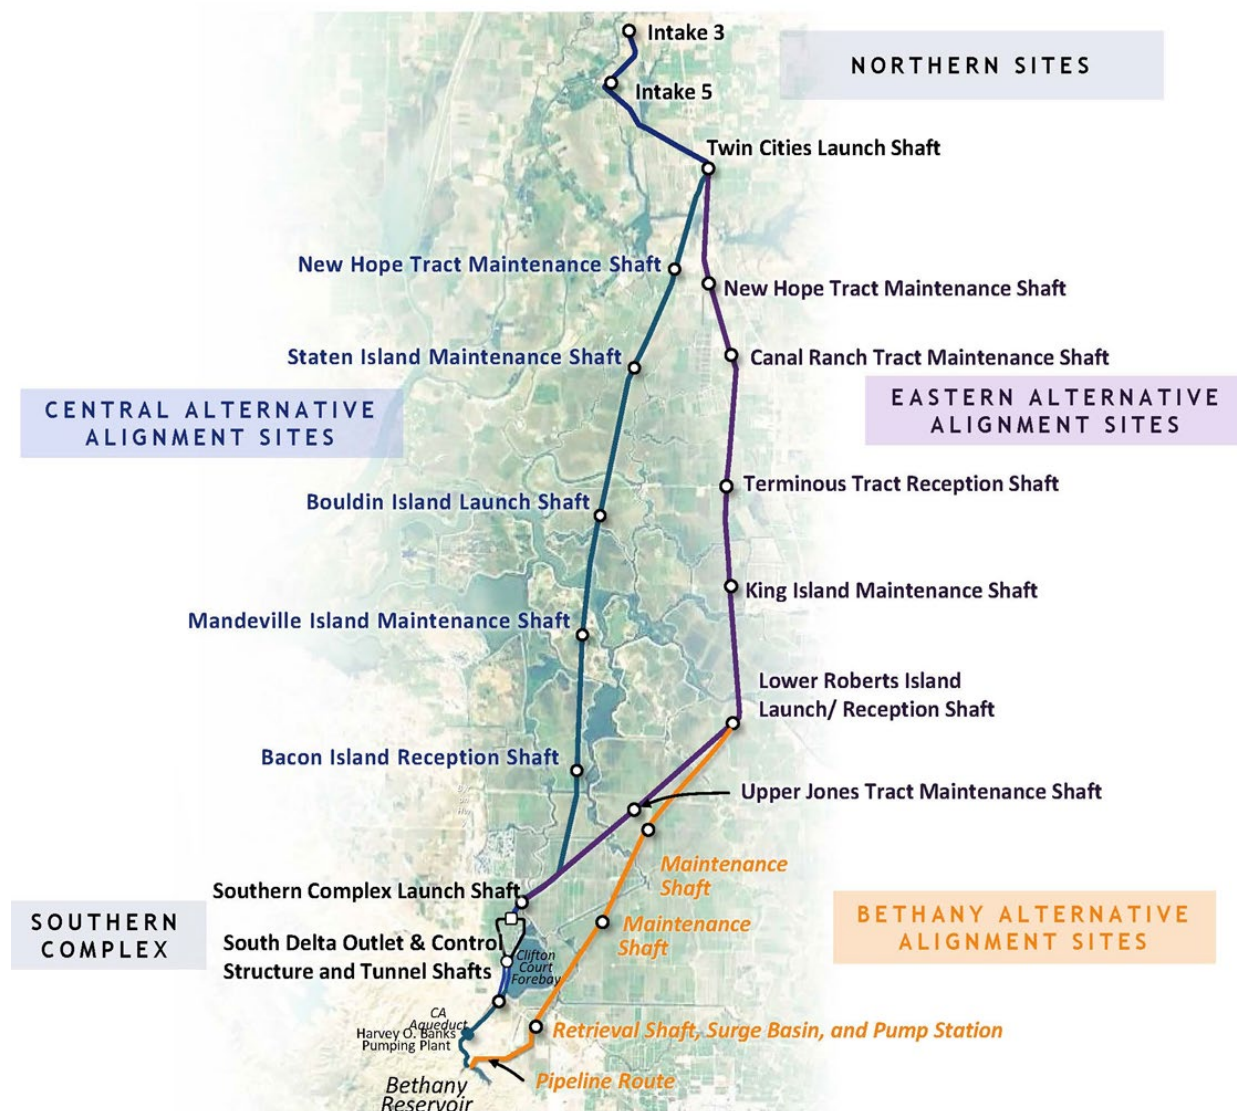 Intake 3
NORTHERN SITES
Intake 5
Twin Cities Launch Shaft
New Hope Tract Maintenance Shaft
New Hope Tract Maintenance Shaft
Staten Island Maintenance Shaft
Canal Ranch Tract Maintenance Shaft
CENTRAL ALTERNATIVE
ALIGNMENT SITES
EASTERN ALTERNATIVE
ALIGNMENT SITES
Terminous Tract Reception Shaft
Bouldin Island Launch Shaft
King Island Maintenance Shaft
Mandeville Island Maintenance Shaft
Lower Roberts Island
Launch/ Reception Shaft
Bacon Island Reception Shaft
Upper Jones Tract Maintenance Shaft
Maintenance
Shaft
Southern Complex Launch Shaft
SOUTHERN
COMPLEX
BETHANY ALTERNATIVE
ALIGNMENT SITES
Maintenance
Shaft
South Delta Outlet & Control
Structure and Tunnel Shafts
Clifton
Court
Forebay
CA
Aqueduct
Harvey O. Banks
Pumping Plant
Retrieval Shaft, Surge Basin, and Pump Station
Pipeline Route
Bethany
Reservoir